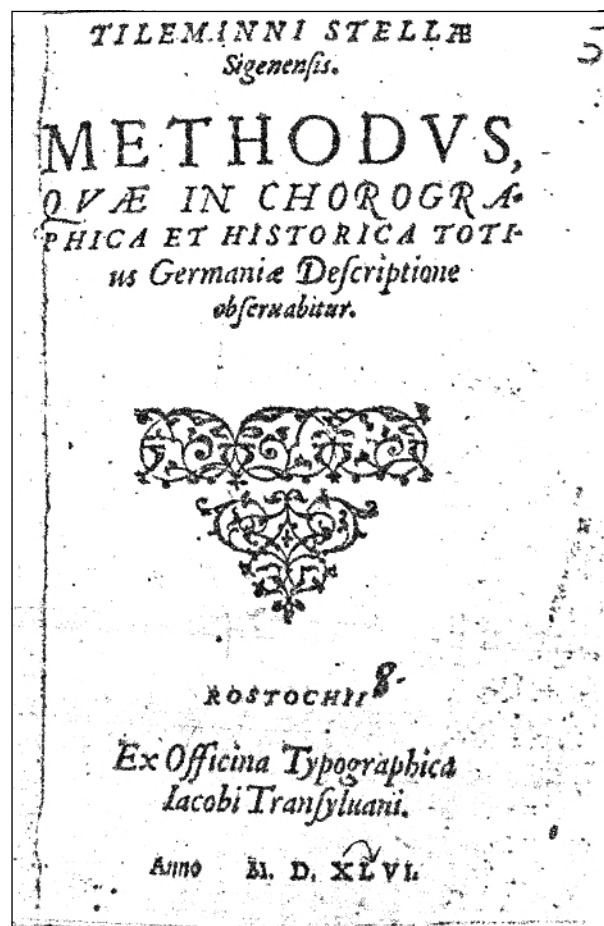 TILEMANNI STELLÆ
Sigenenſis.
METHODVS,
QVÆ IN CHOROGRA-
PHICA ET HISTORICA TOTI-
us Germaniæ Deſcriptione
obſeruabitur.
ROSTOCHII
8.
Ex Officina Typographica
Iacobi Tranſyluani.
Anno M. D. XLVI.